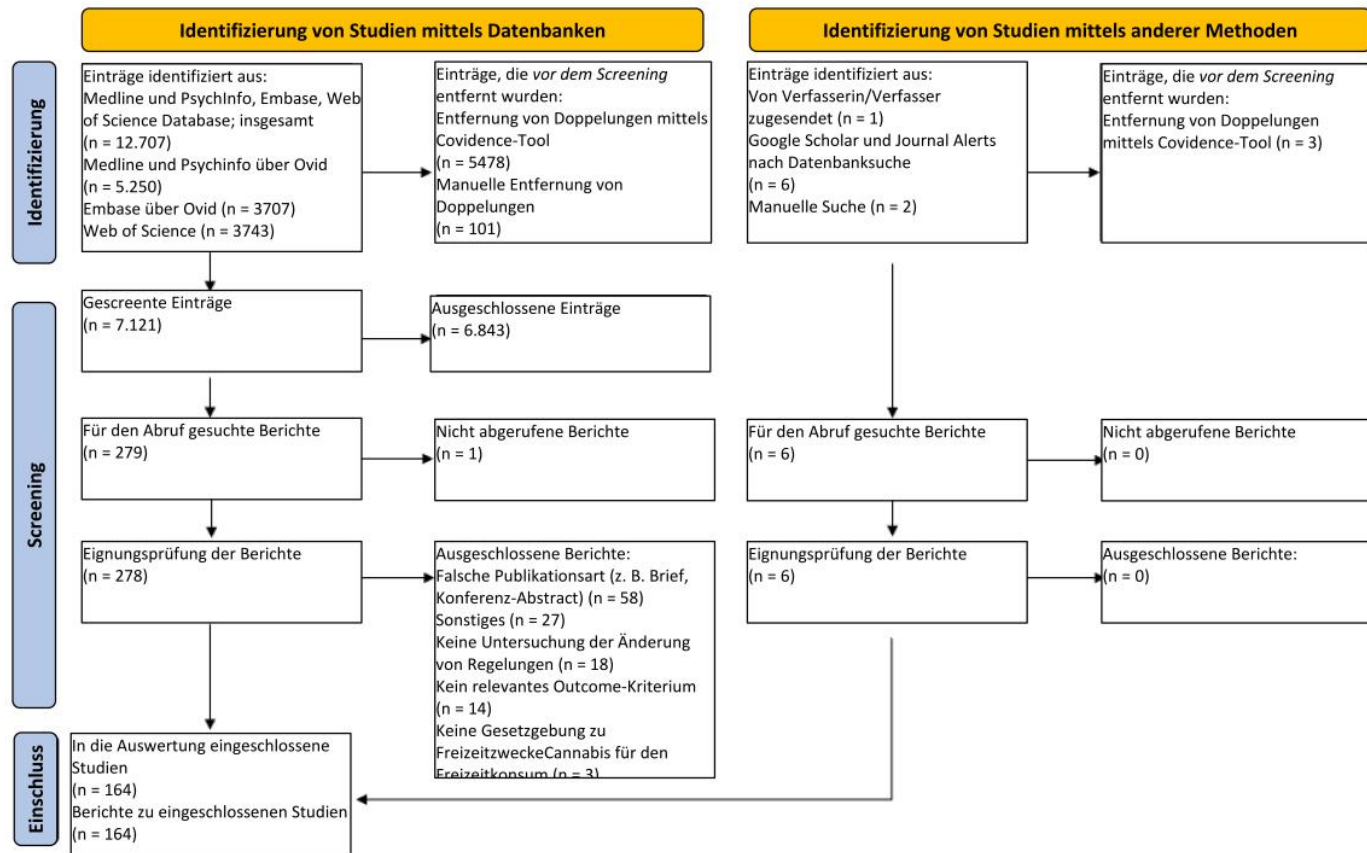 Identifizierung von Studien mittels Datenbanken
Identifizierung von Studien mittels anderer Methoden
Identifizierung
Einträge identifiziert aus:
Medline und PsychInfo, Embase, Web
of Science Database; insgesamt
(n = 12.707)
Medline und Psychinfo über Ovid
(n = 5.250)
Embase über Ovid (n = 3707)
Web of Science (n = 3743)
Einträge, die vor dem Screening
entfernt wurden:
Entfernung von Doppelungen mittels
Covidence-Tool
(n = 5478)
Manuelle Entfernung von
Doppelungen
(n = 101)
Einträge identifiziert aus:
Von Verfasserin/Verfasser
zugesendet (n = 1)
Google Scholar und Journal Alerts
nach Datenbanksuche
(n = 6)
Manuelle Suche (n = 2)
Einträge, die vor dem Screening
entfernt wurden:
Entfernung von Doppelungen
mittels Covidence-Tool (n = 3)
Screening
Gescreente Einträge
(n = 7.121)
Ausgeschlossene Einträge
(n = 6.843)
Für den Abruf gesuchte Berichte
(n = 279)
Nicht abgerufene Berichte
(n = 1)
Für den Abruf gesuchte Berichte
(n = 6)
Nicht abgerufene Berichte
(n = 0)
Eignungsprüfung der Berichte
(n = 278)
Ausgeschlossene Berichte:
Falsche Publikationsart (z. B. Brief,
Konferenz-Abstract) (n = 58)
Sonstiges (n = 27)
Keine Untersuchung der Änderung
von Regelungen (n = 18)
Kein relevantes Outcome-Kriterium
(n = 14)
Keine Gesetzgebung zu
FreizeitzweckeCannabis für den
Freizeitkonsum (n = 3)
Eignungsprüfung der Berichte
(n = 6)
Ausgeschlossene Berichte:
(n = 0)
Einschluss
In die Auswertung eingeschlossene
Studien
(n = 164)
Berichte zu eingeschlossenen Studien
(n = 164)